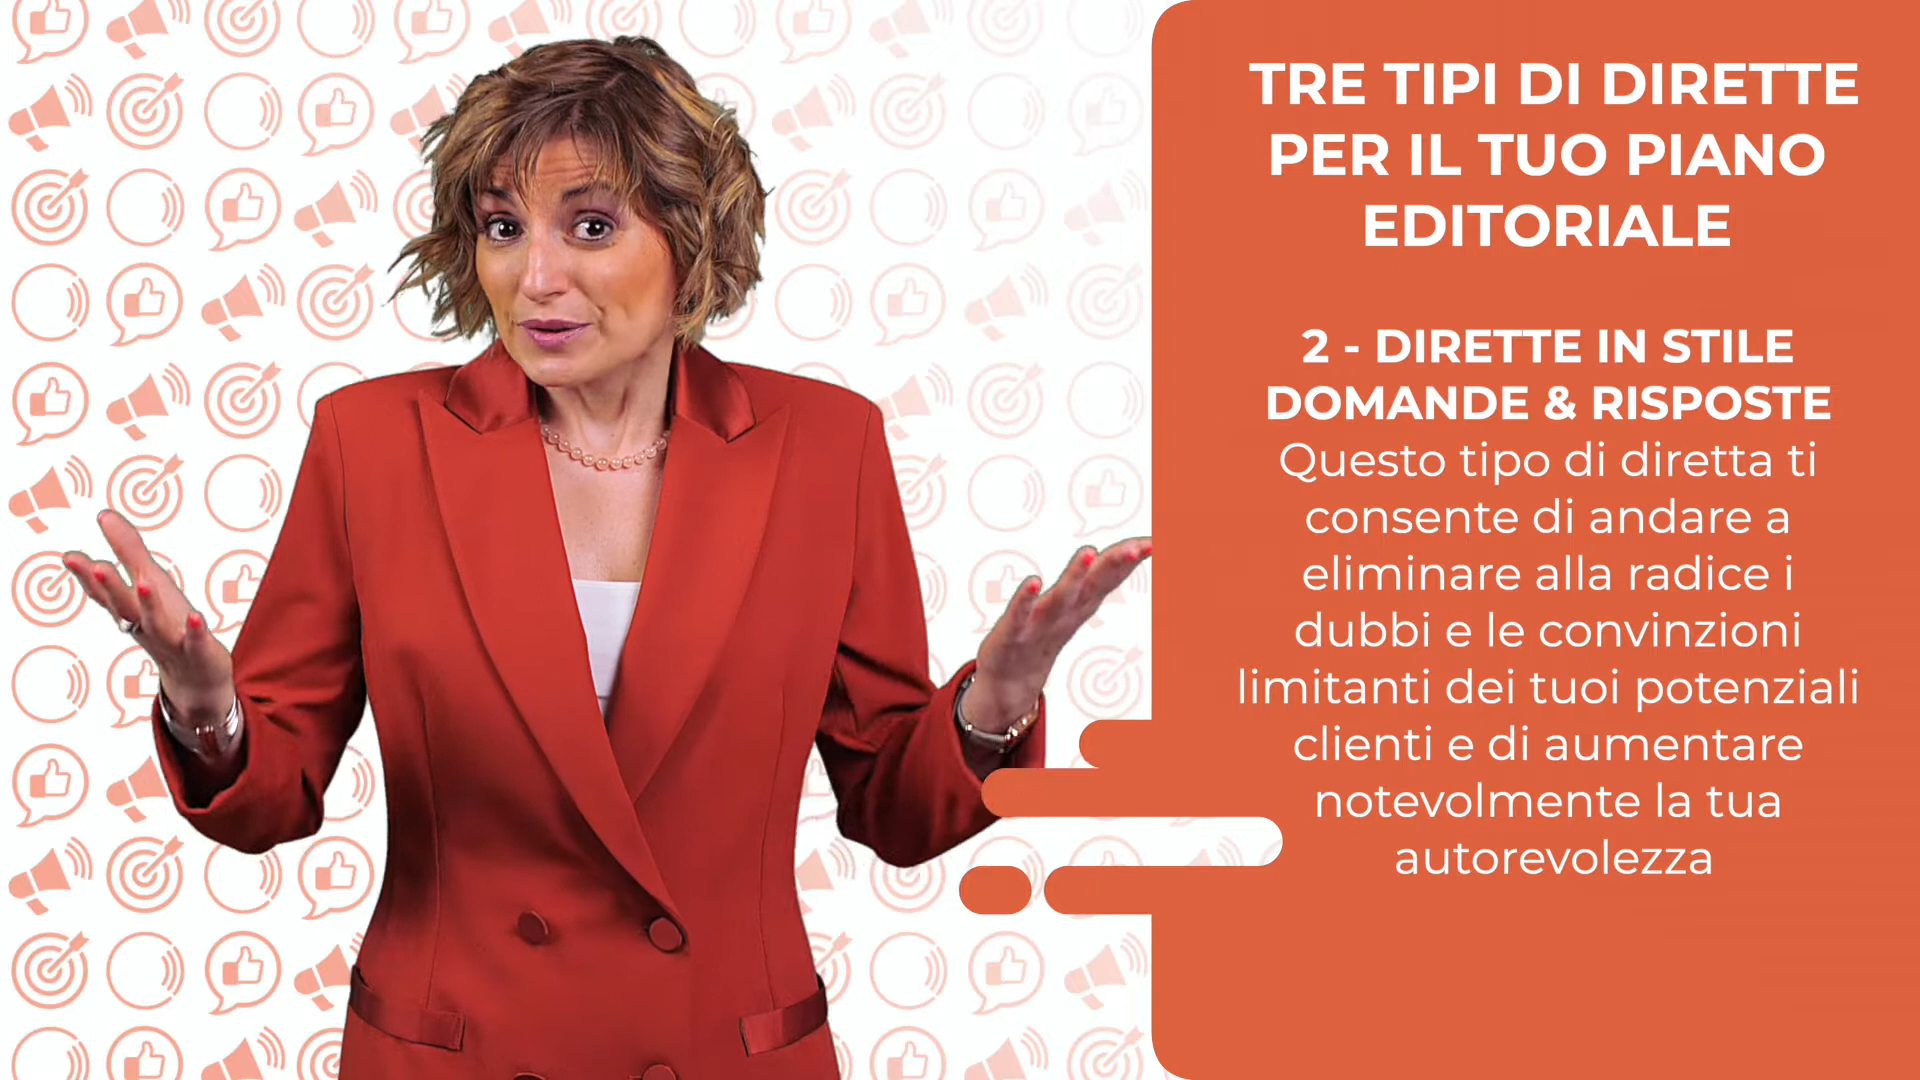 TRE TIPI DI DIRETTE
PER IL TUO PIANO
EDITORIALE
2 - DIRETTE IN STILE
DOMANDE & RISPOSTE
Questo tipo di diretta ti
consente di andare a
eliminare alla radice i
dubbi e le convinzioni
limitanti dei tuoi potenziali
clienti e di aumentare
notevolmente la tua
autorevolezza